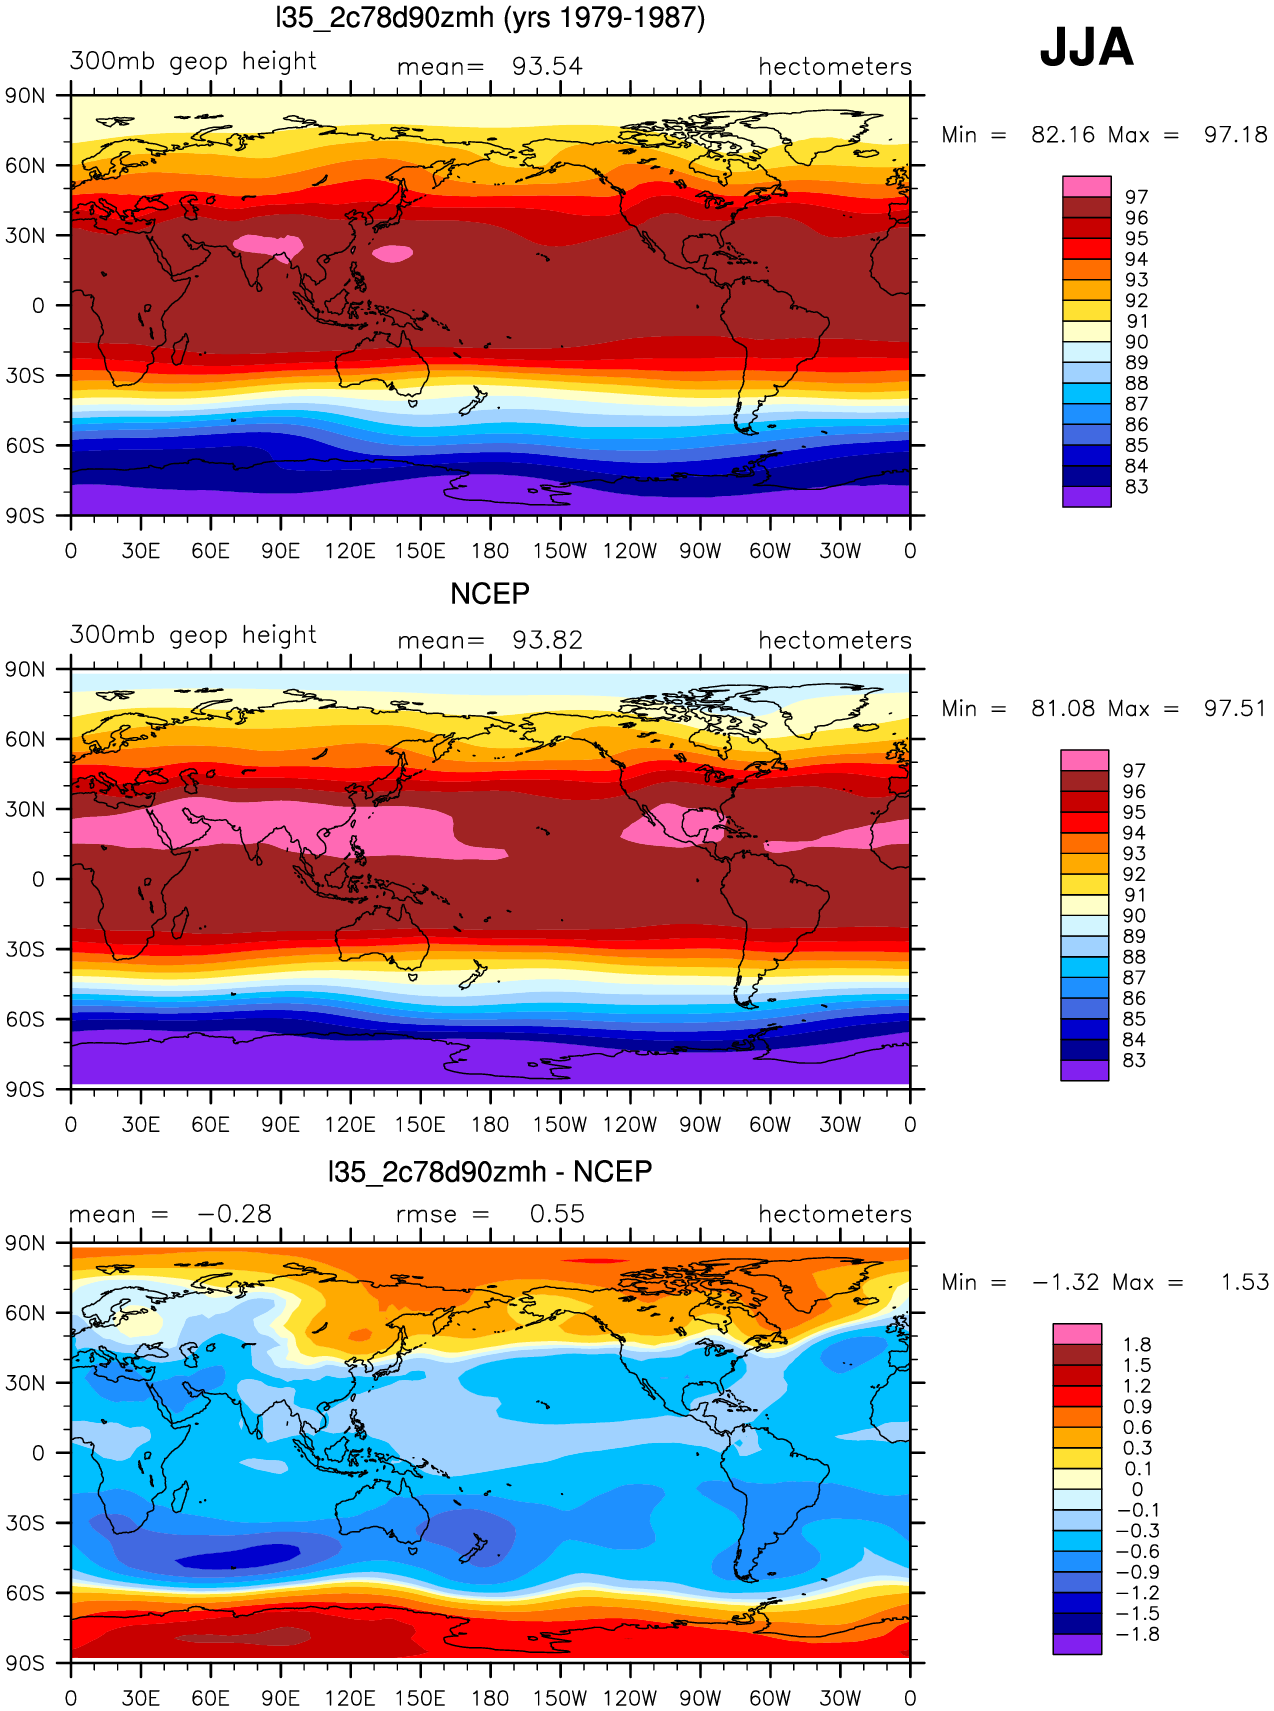 l35_2c78d90zmh (yrs 1979-1987)
JJA
300mb geop height mean= 93.54 hectometers
Min = 82.16 Max = 97.18
90N
60N
30N
0
30S
60S
90S
0 30E 60E 90E 120E 150E 180 150W 120W 90W 60W 30W 0
97
96
95
94
93
92
91
90
89
88
87
86
85
84
83
NCEP
300mb geop height mean= 93.82 hectometers
Min = 81.08 Max = 97.51
90N
60N
30N
0
30S
60S
90S
0 30E 60E 90E 120E 150E 180 150W 120W 90W 60W 30W 0
97
96
95
94
93
92
91
90
89
88
87
86
85
84
83
l35_2c78d90zmh - NCEP
mean = -0.28 rmse = 0.55 hectometers
Min = -1.32 Max = 1.53
90N
60N
30N
0
30S
60S
90S
0 30E 60E 90E 120E 150E 180 150W 120W 90W 60W 30W 0
1.8
1.5
1.2
0.9
0.6
0.3
0.1
0
-0.1
-0.3
-0.6
-0.9
-1.2
-1.5
-1.8